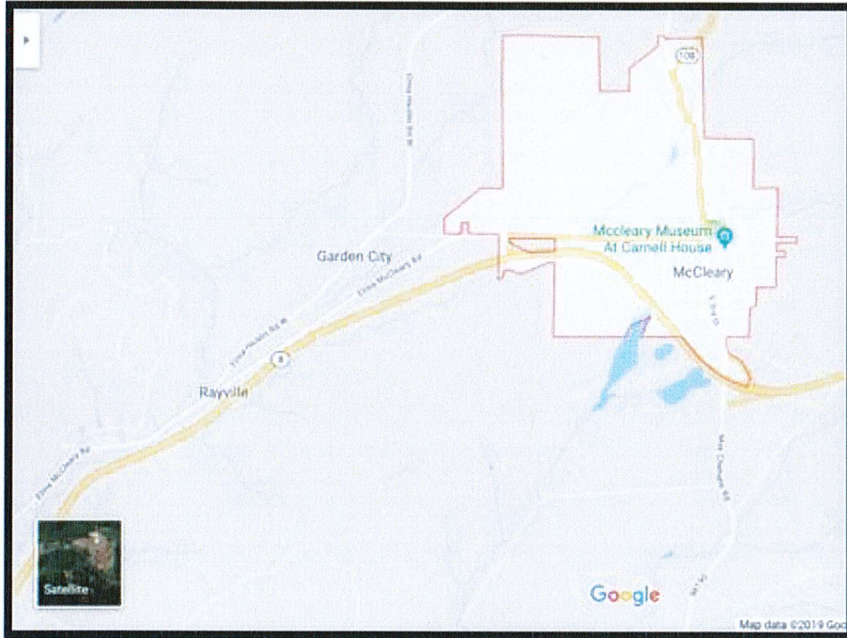 108
Mccleary Museum
At Carnell House
McCleary
Garden City
Elma McCleary Rd
8
Rayville
Elma McCleary Rd
Satellite
Google
Map data ©2019 Goo